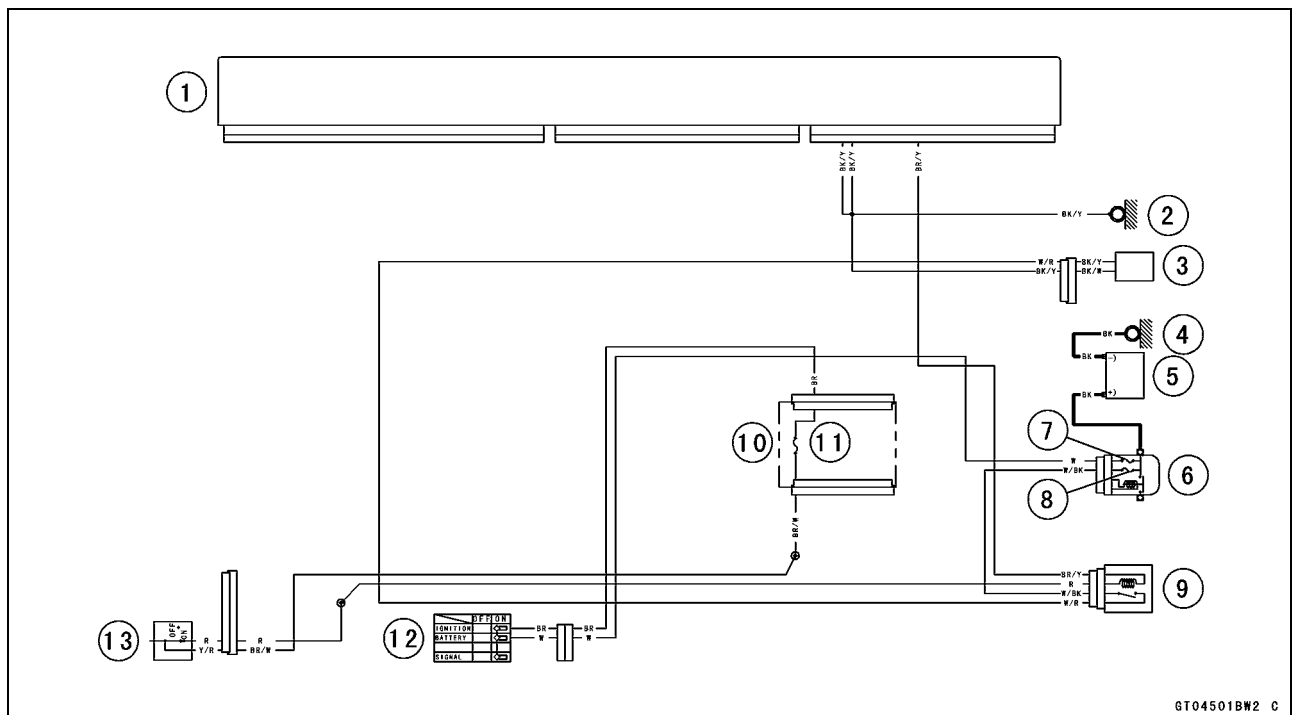 1
BK/Y BK/Y BR/Y
BK/Y 2
W/R BK/Y 3
BK/Y BK/W
BK 4
BK -)
5
BK +)
BR
10 11
7
W
W/BK 6
8
BR/W
BR/Y
R
W/BK 9
W/R
OFF ON
13
R R
Y/R BR/W
12
OFF ON
IGNITION BR BR
BATTERY W W
SIGNAL
GT04501BW2 C